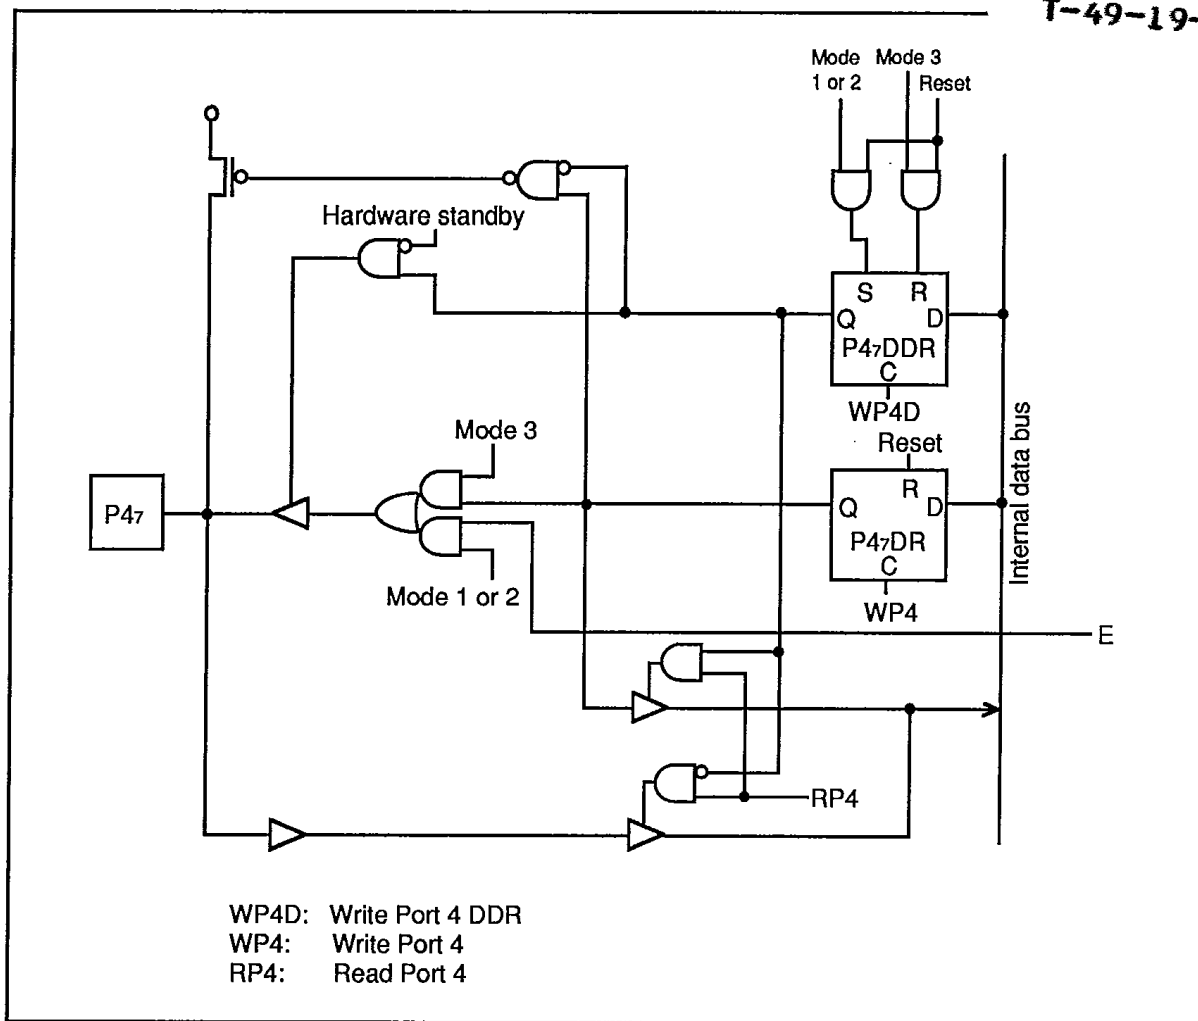 T-49-19-
Mode Mode 3
1 or 2 Reset
Hardware standby
S R
Q D
P47DDR
C
WP4D
Mode 3
Reset
R
P47
Q D
P47DR
C
Internal data bus
Mode 1 or 2
WP4
E
RP4
WP4D: Write Port 4 DDR
WP4: Write Port 4
RP4: Read Port 4